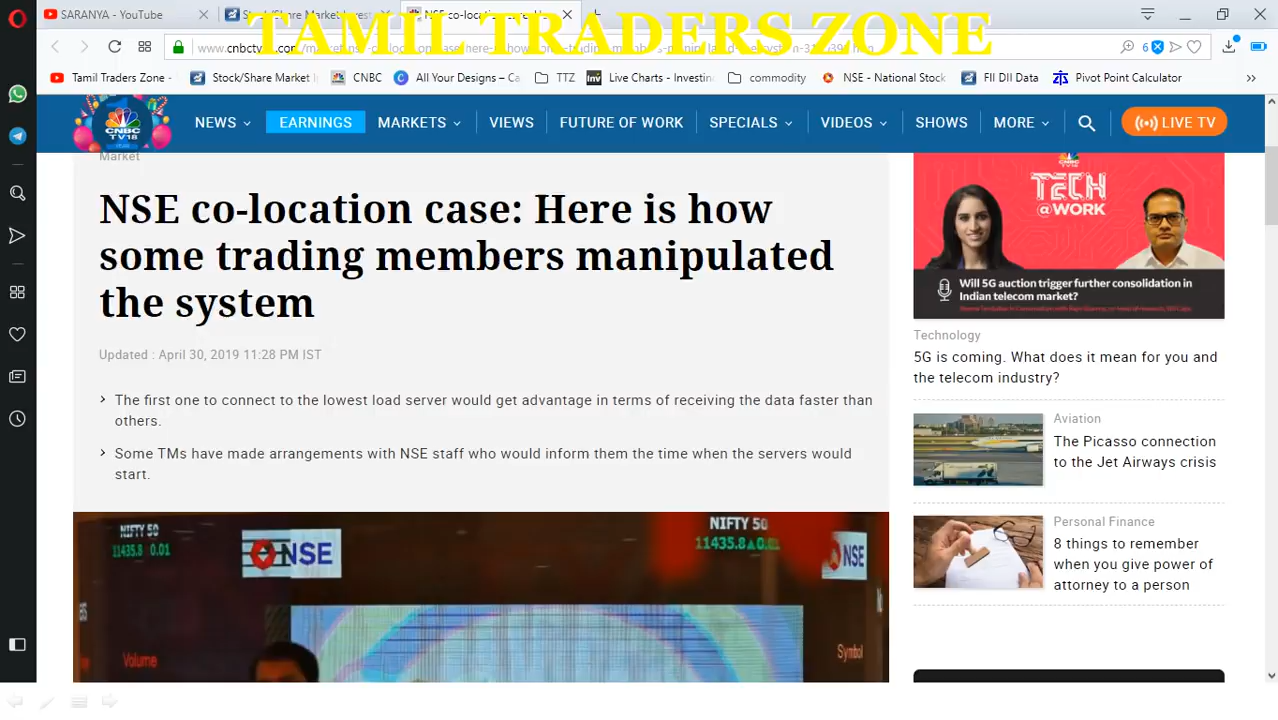 SARANYA - YouTube
TAMIL TRADERS ZONE
Tamil Traders Zone -
Stock/Share Market I
CNBC
All Your Designs – Ca
TTZ
Live Charts - Investin
commodity
NSE - National Stock
FII DII Data
Pivot Point Calculator
CNBC
TV18
NEWS
EARNINGS
MARKETS
VIEWS
FUTURE OF WORK
SPECIALS
VIDEOS
SHOWS
MORE
LIVE TV
Market
NSE co-location case: Here is how
some trading members manipulated
the system
Updated : April 30, 2019 11:28 PM IST
The first one to connect to the lowest load server would get advantage in terms of receiving the data faster than
others.
Some TMs have made arrangements with NSE staff who would inform them the time when the servers would
start.
NIFTY 50
11435.8 0.01
NSE
NIFTY 50
11435.8▲0.01
NSE
Volume
Symbol
TECH
@WORK
Will 5G auction trigger further consolidation in
Indian telecom market?
Technology
5G is coming. What does it mean for you and
the telecom industry?
Aviation
The Picasso connection
to the Jet Airways crisis
Personal Finance
8 things to remember
when you give power of
attorney to a person